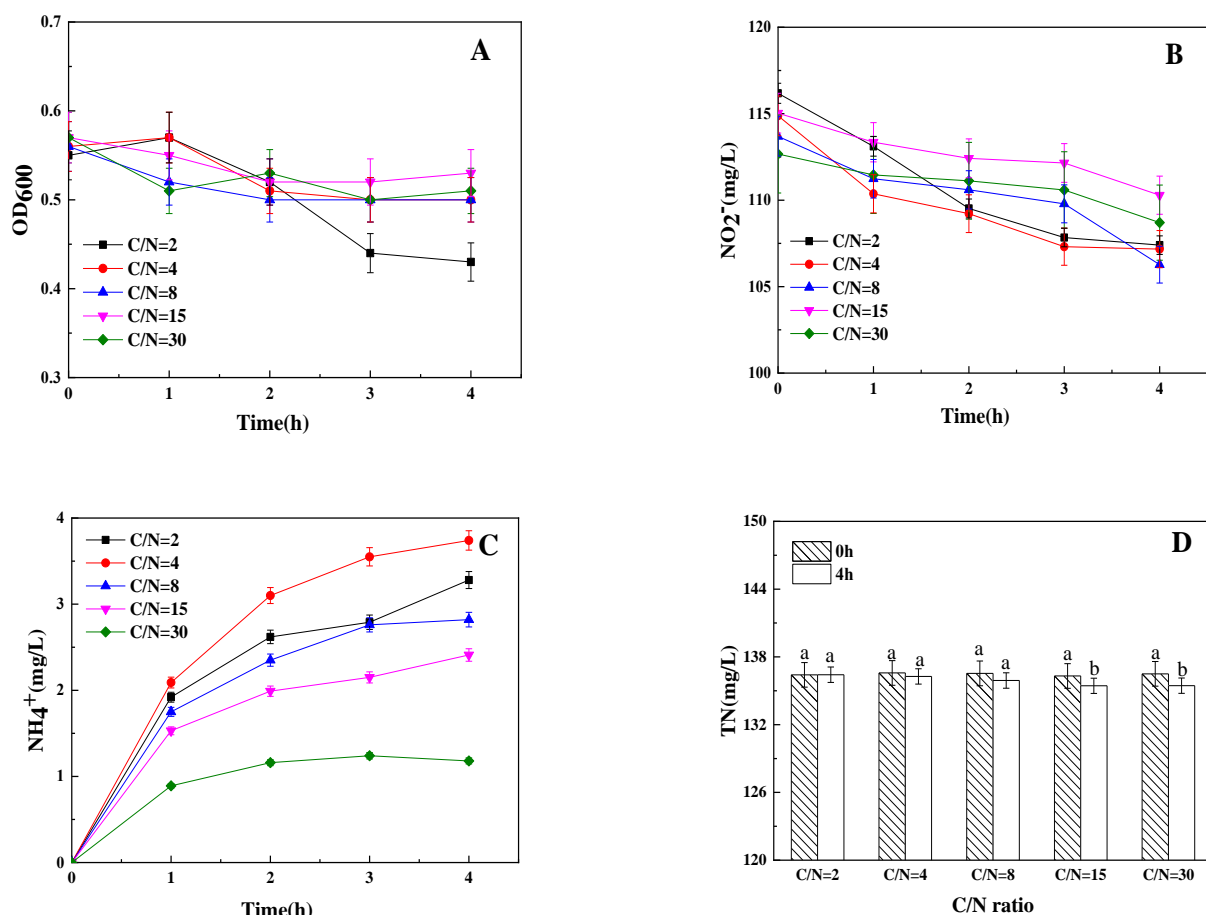 A
0.7
0.6
0.5
0.4
0.3
OD600
C/N=2
C/N=4
C/N=8
C/N=15
C/N=30
0 1 2 3 4
Time(h)
B
120
115
110
105
100
NO2⁻(mg/L)
C/N=2
C/N=4
C/N=8
C/N=15
C/N=30
0 1 2 3 4
Time(h)
C
4
3
2
1
0
NH4⁺(mg/L)
C/N=2
C/N=4
C/N=8
C/N=15
C/N=30
0 1 2 3 4
Time(h)
D
150
144
138
132
126
120
TN(mg/L)
0h
4h
a a a a a a a b a b
C/N=2 C/N=4 C/N=8 C/N=15 C/N=30
C/N ratio